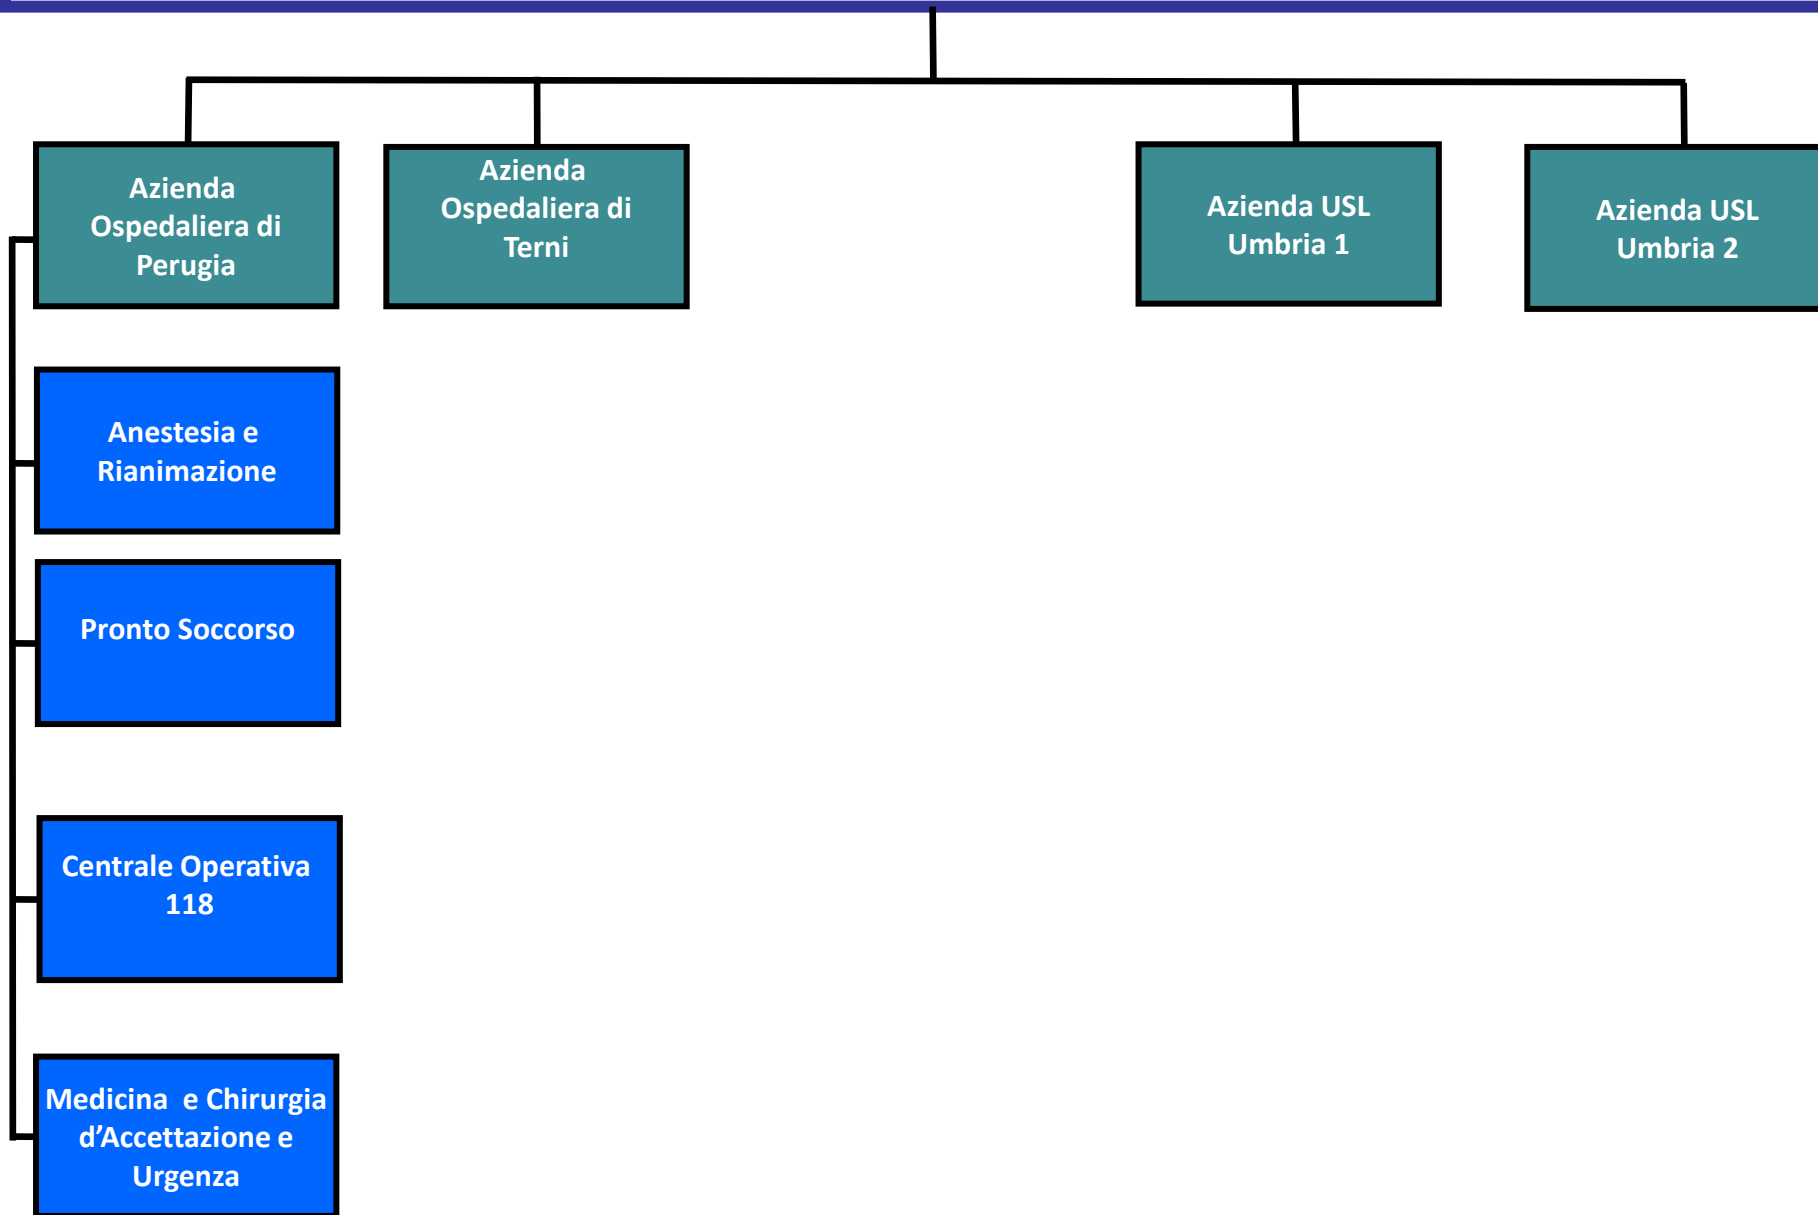 Azienda
Ospedaliera di
Perugia
Azienda
Ospedaliera di
Terni
Azienda USL
Umbria 1
Azienda USL
Umbria 2
Anestesia e
Rianimazione
Pronto Soccorso
Centrale Operativa
118
Medicina  e Chirurgia
d’Accettazione e
Urgenza